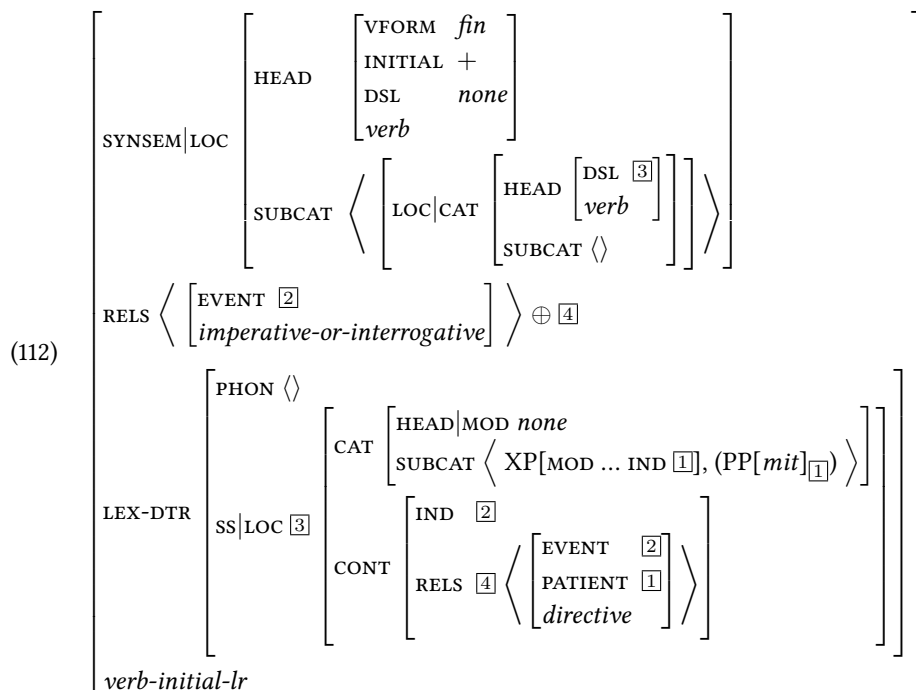 VFORM fin
INITIAL +
HEAD DSL none
verb
SYNSEM|LOC
HEAD [DSL 3
verb]
SUBCAT ⟨ [LOC|CAT [SUBCAT ⟨⟩]] ⟩
RELS ⟨ [EVENT 2
imperative-or-interrogative] ⟩ ⊕ 4
(112)
PHON ⟨⟩
CAT [HEAD|MOD none
SUBCAT ⟨ XP[MOD … IND 1], (PP[mit]1) ⟩]
LEX-DTR SS|LOC 3
IND 2
CONT RELS 4 ⟨ [EVENT 2
PATIENT 1
directive] ⟩
verb-initial-lr